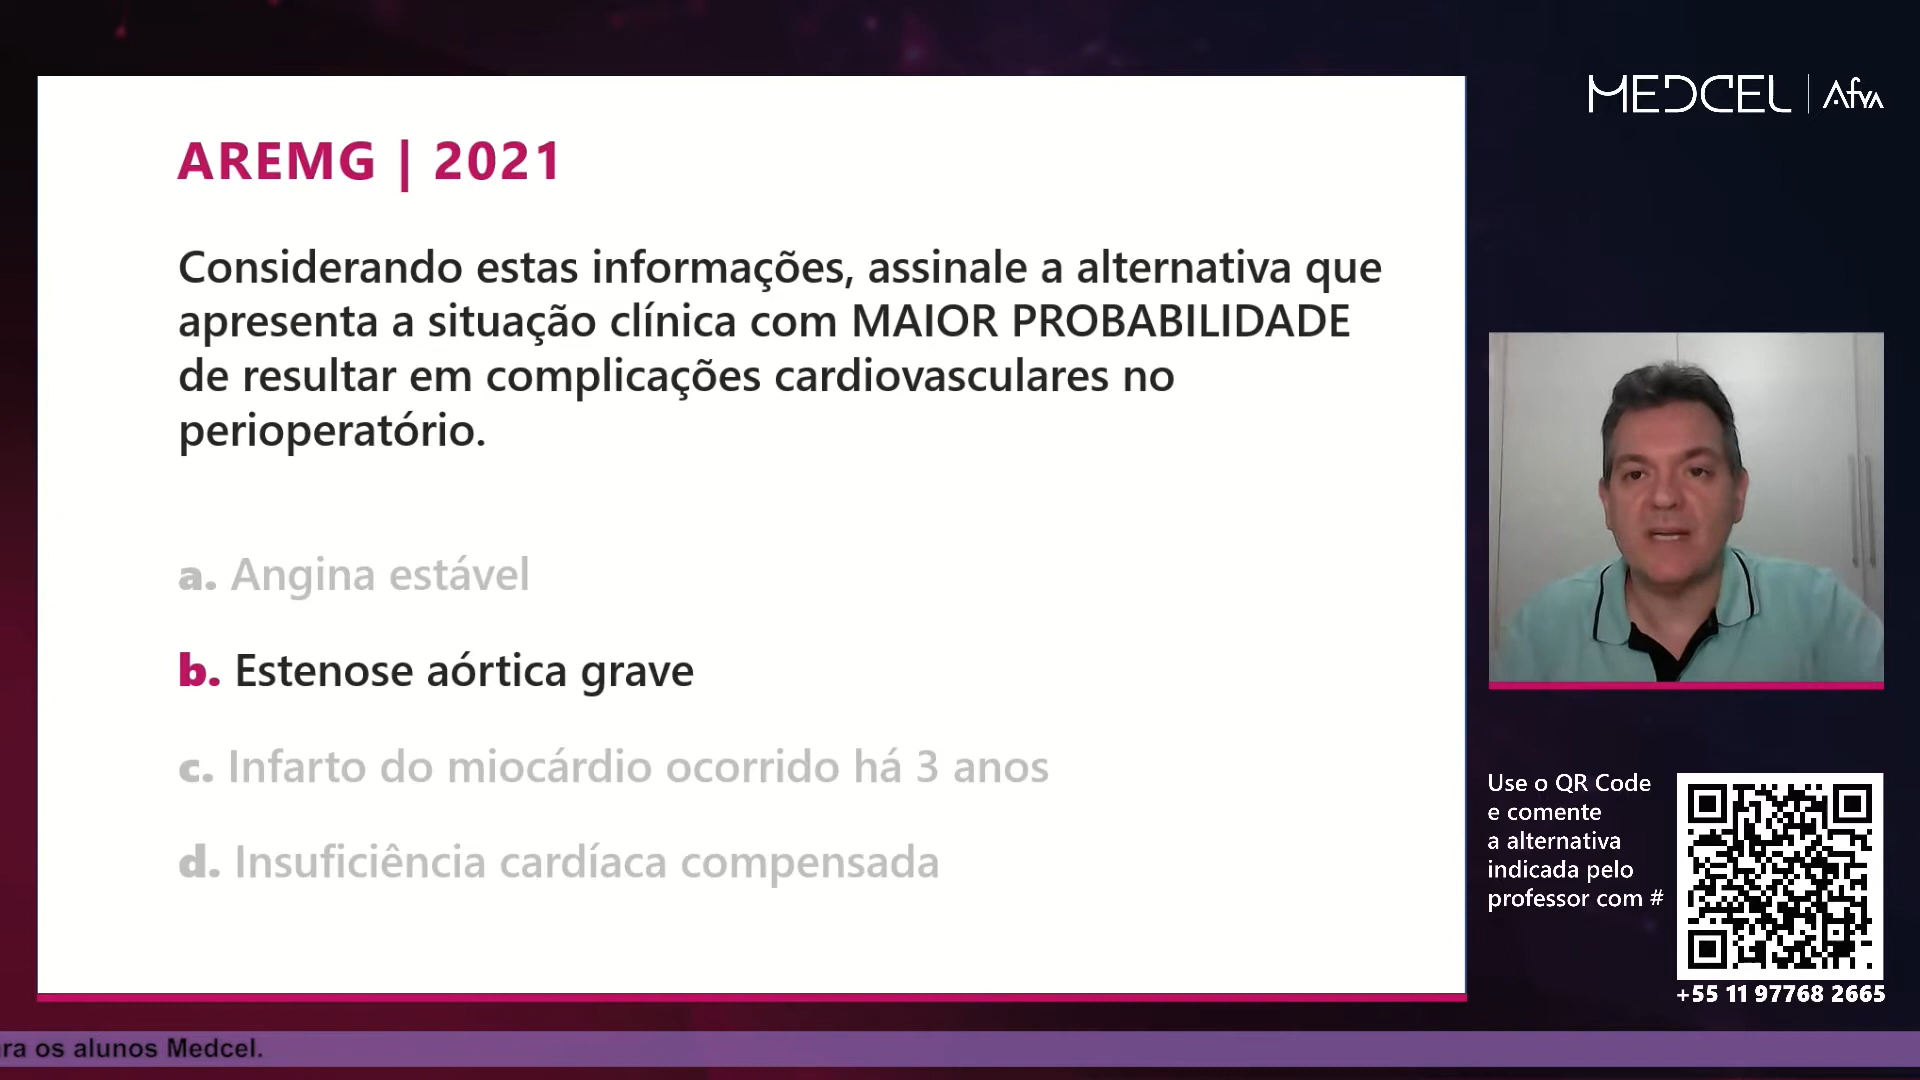 AREMG | 2021
Considerando estas informações, assinale a alternativa que
apresenta a situação clínica com MAIOR PROBABILIDADE
de resultar em complicações cardiovasculares no
perioperatório.
a. Angina estável
b. Estenose aórtica grave
c. Infarto do miocárdio ocorrido há 3 anos
d. Insuficiência cardíaca compensada
MEDCEL | Afya
Use o QR Code
e comente
a alternativa
indicada pelo
professor com #
+55 11 97768 2665
ra os alunos Medcel.